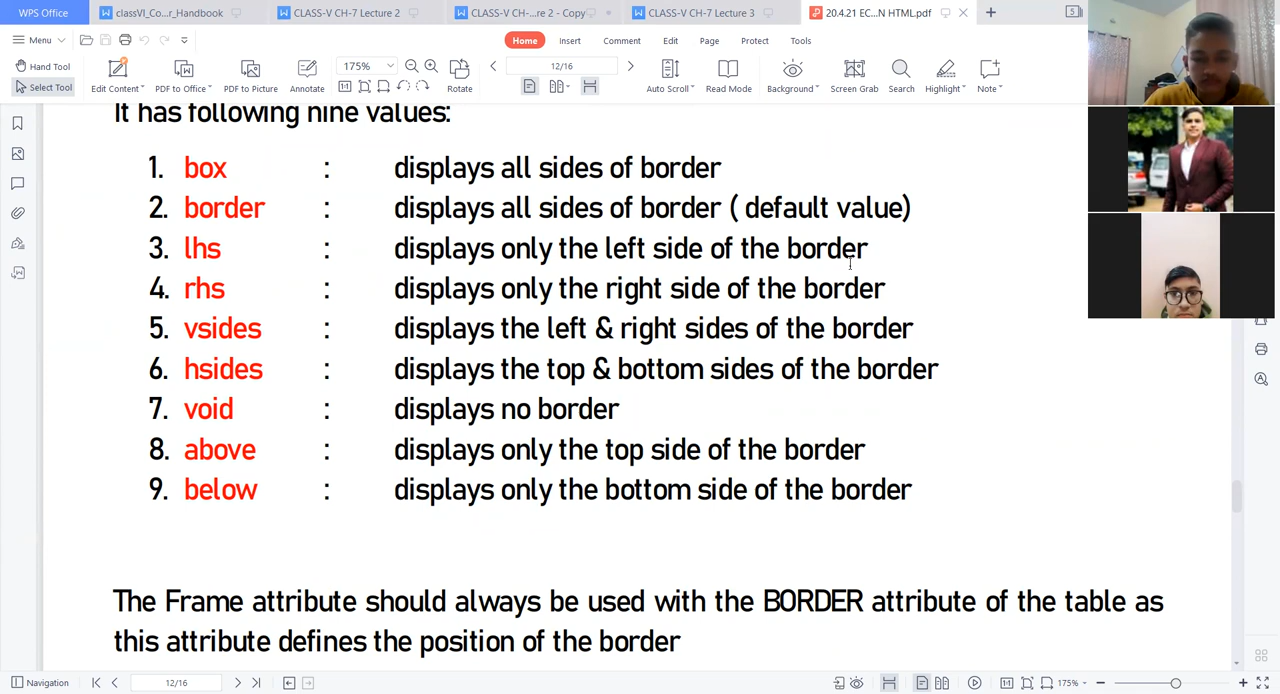 WPS Office
classVI_Co...r_Handbook
CLASS-V CH-7 Lecture 2
CLASS-V CH-...re 2 - Copy
CLASS-V CH-7 Lecture 3
20.4.21 EC...N HTML.pdf
5
Menu
Home
Insert
Comment
Edit
Page
Protect
Tools
Hand Tool
Select Tool
Edit Content
PDF to Office
PDF to Picture
Annotate
175%
Rotate
12/16
Auto Scroll
Read Mode
Background
Screen Grab
Search
Highlight
Note
It has following nine values:
1. box : displays all sides of border
2. border : displays all sides of border ( default value)
3. lhs : displays only the left side of the border
4. rhs : displays only the right side of the border
5. vsides : displays the left & right sides of the border
6. hsides : displays the top & bottom sides of the border
7. void : displays no border
8. above : displays only the top side of the border
9. below : displays only the bottom side of the border
The Frame attribute should always be used with the BORDER attribute of the table as
this attribute defines the position of the border
Navigation
12/16
175%